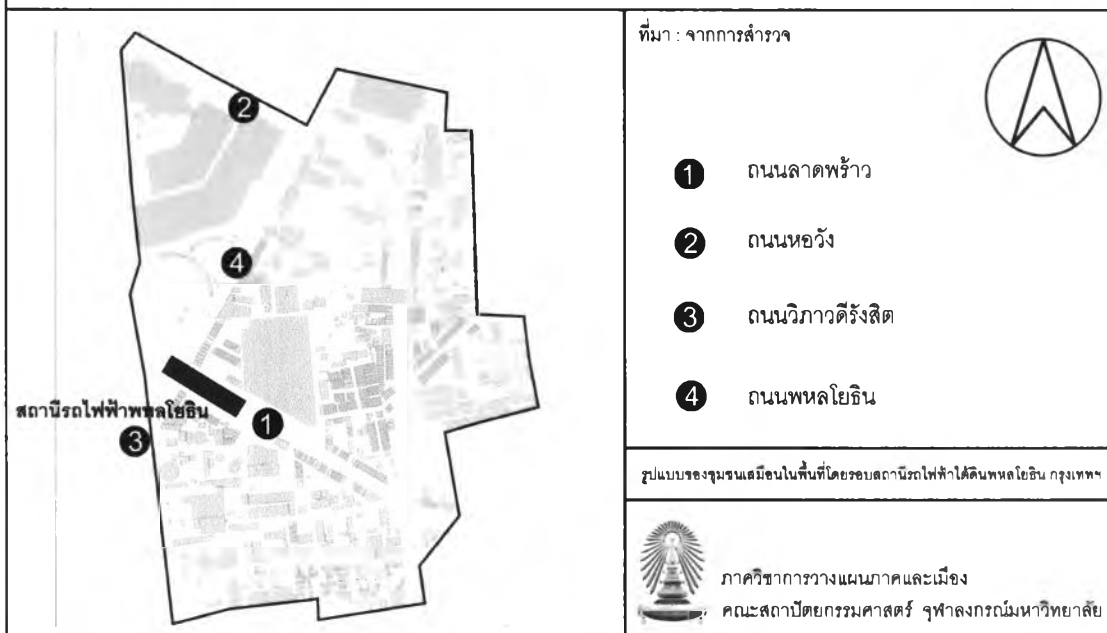 2
4
สถานีรถไฟฟ้าพหลโยธิน
1
3
ที่มา : จากการสำรวจ
1 ถนนลาดพร้าว
2 ถนนหอวัง
3 ถนนวิภาวดีรังสิต
4 ถนนพหลโยธิน
รูปแบบของชุมชนเสมือนในพื้นที่โดยรอบสถานีรถไฟฟ้าใต้ดินพหลโยธิน กรุงเทพฯ
ภาควิชาการวางแผนภาคและเมือง
คณะสถาปัตยกรรมศาสตร์ จุฬาลงกรณ์มหาวิทยาลัย